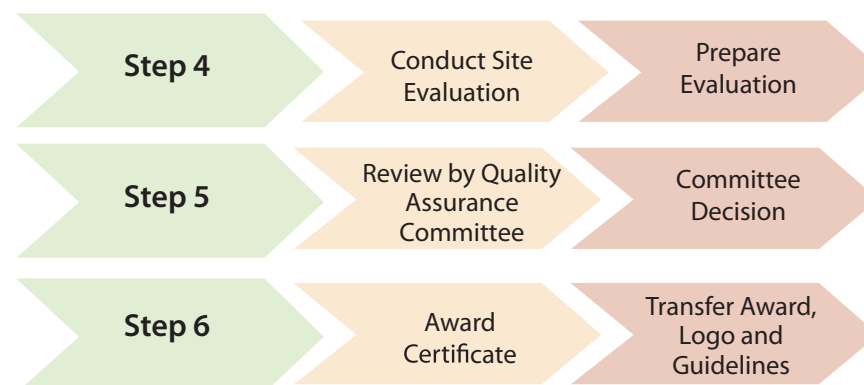 Step 4
Conduct Site
Evaluation
Prepare
Evaluation
Step 5
Review by Quality
Assurance
Committee
Committee
Decision
Step 6
Award
Certificate
Transfer Award,
Logo and
Guidelines